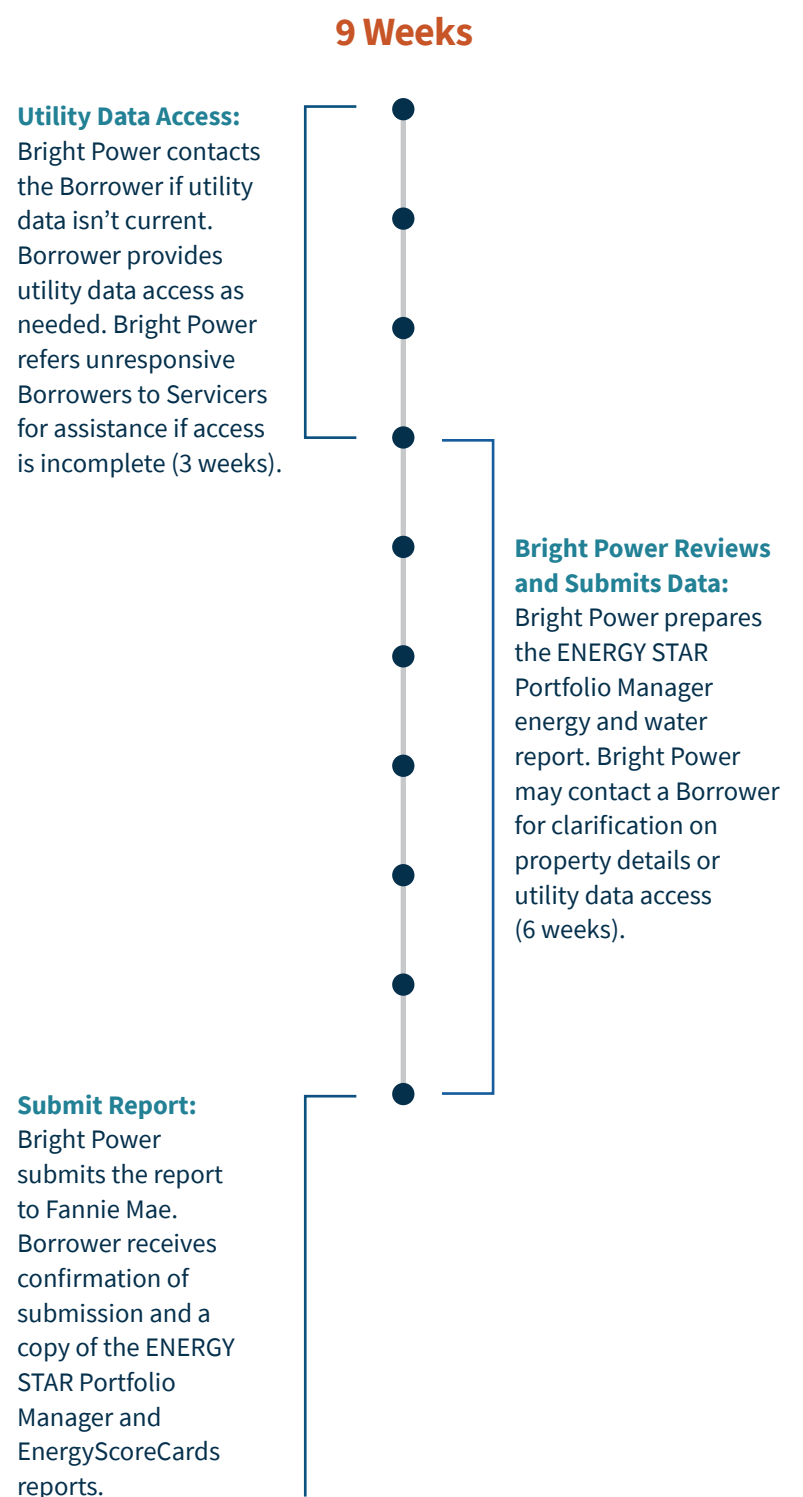 9 Weeks
Utility Data Access:
Bright Power contacts
the Borrower if utility
data isn’t current.
Borrower provides
utility data access as
needed. Bright Power
refers unresponsive
Borrowers to Servicers
for assistance if access
is incomplete (3 weeks).
Bright Power Reviews
and Submits Data:
Bright Power prepares
the ENERGY STAR
Portfolio Manager
energy and water
report. Bright Power
may contact a Borrower
for clarification on
property details or
utility data access
(6 weeks).
Submit Report:
Bright Power
submits the report
to Fannie Mae.
Borrower receives
confirmation of
submission and a
copy of the ENERGY
STAR Portfolio
Manager and
EnergyScoreCards
reports.